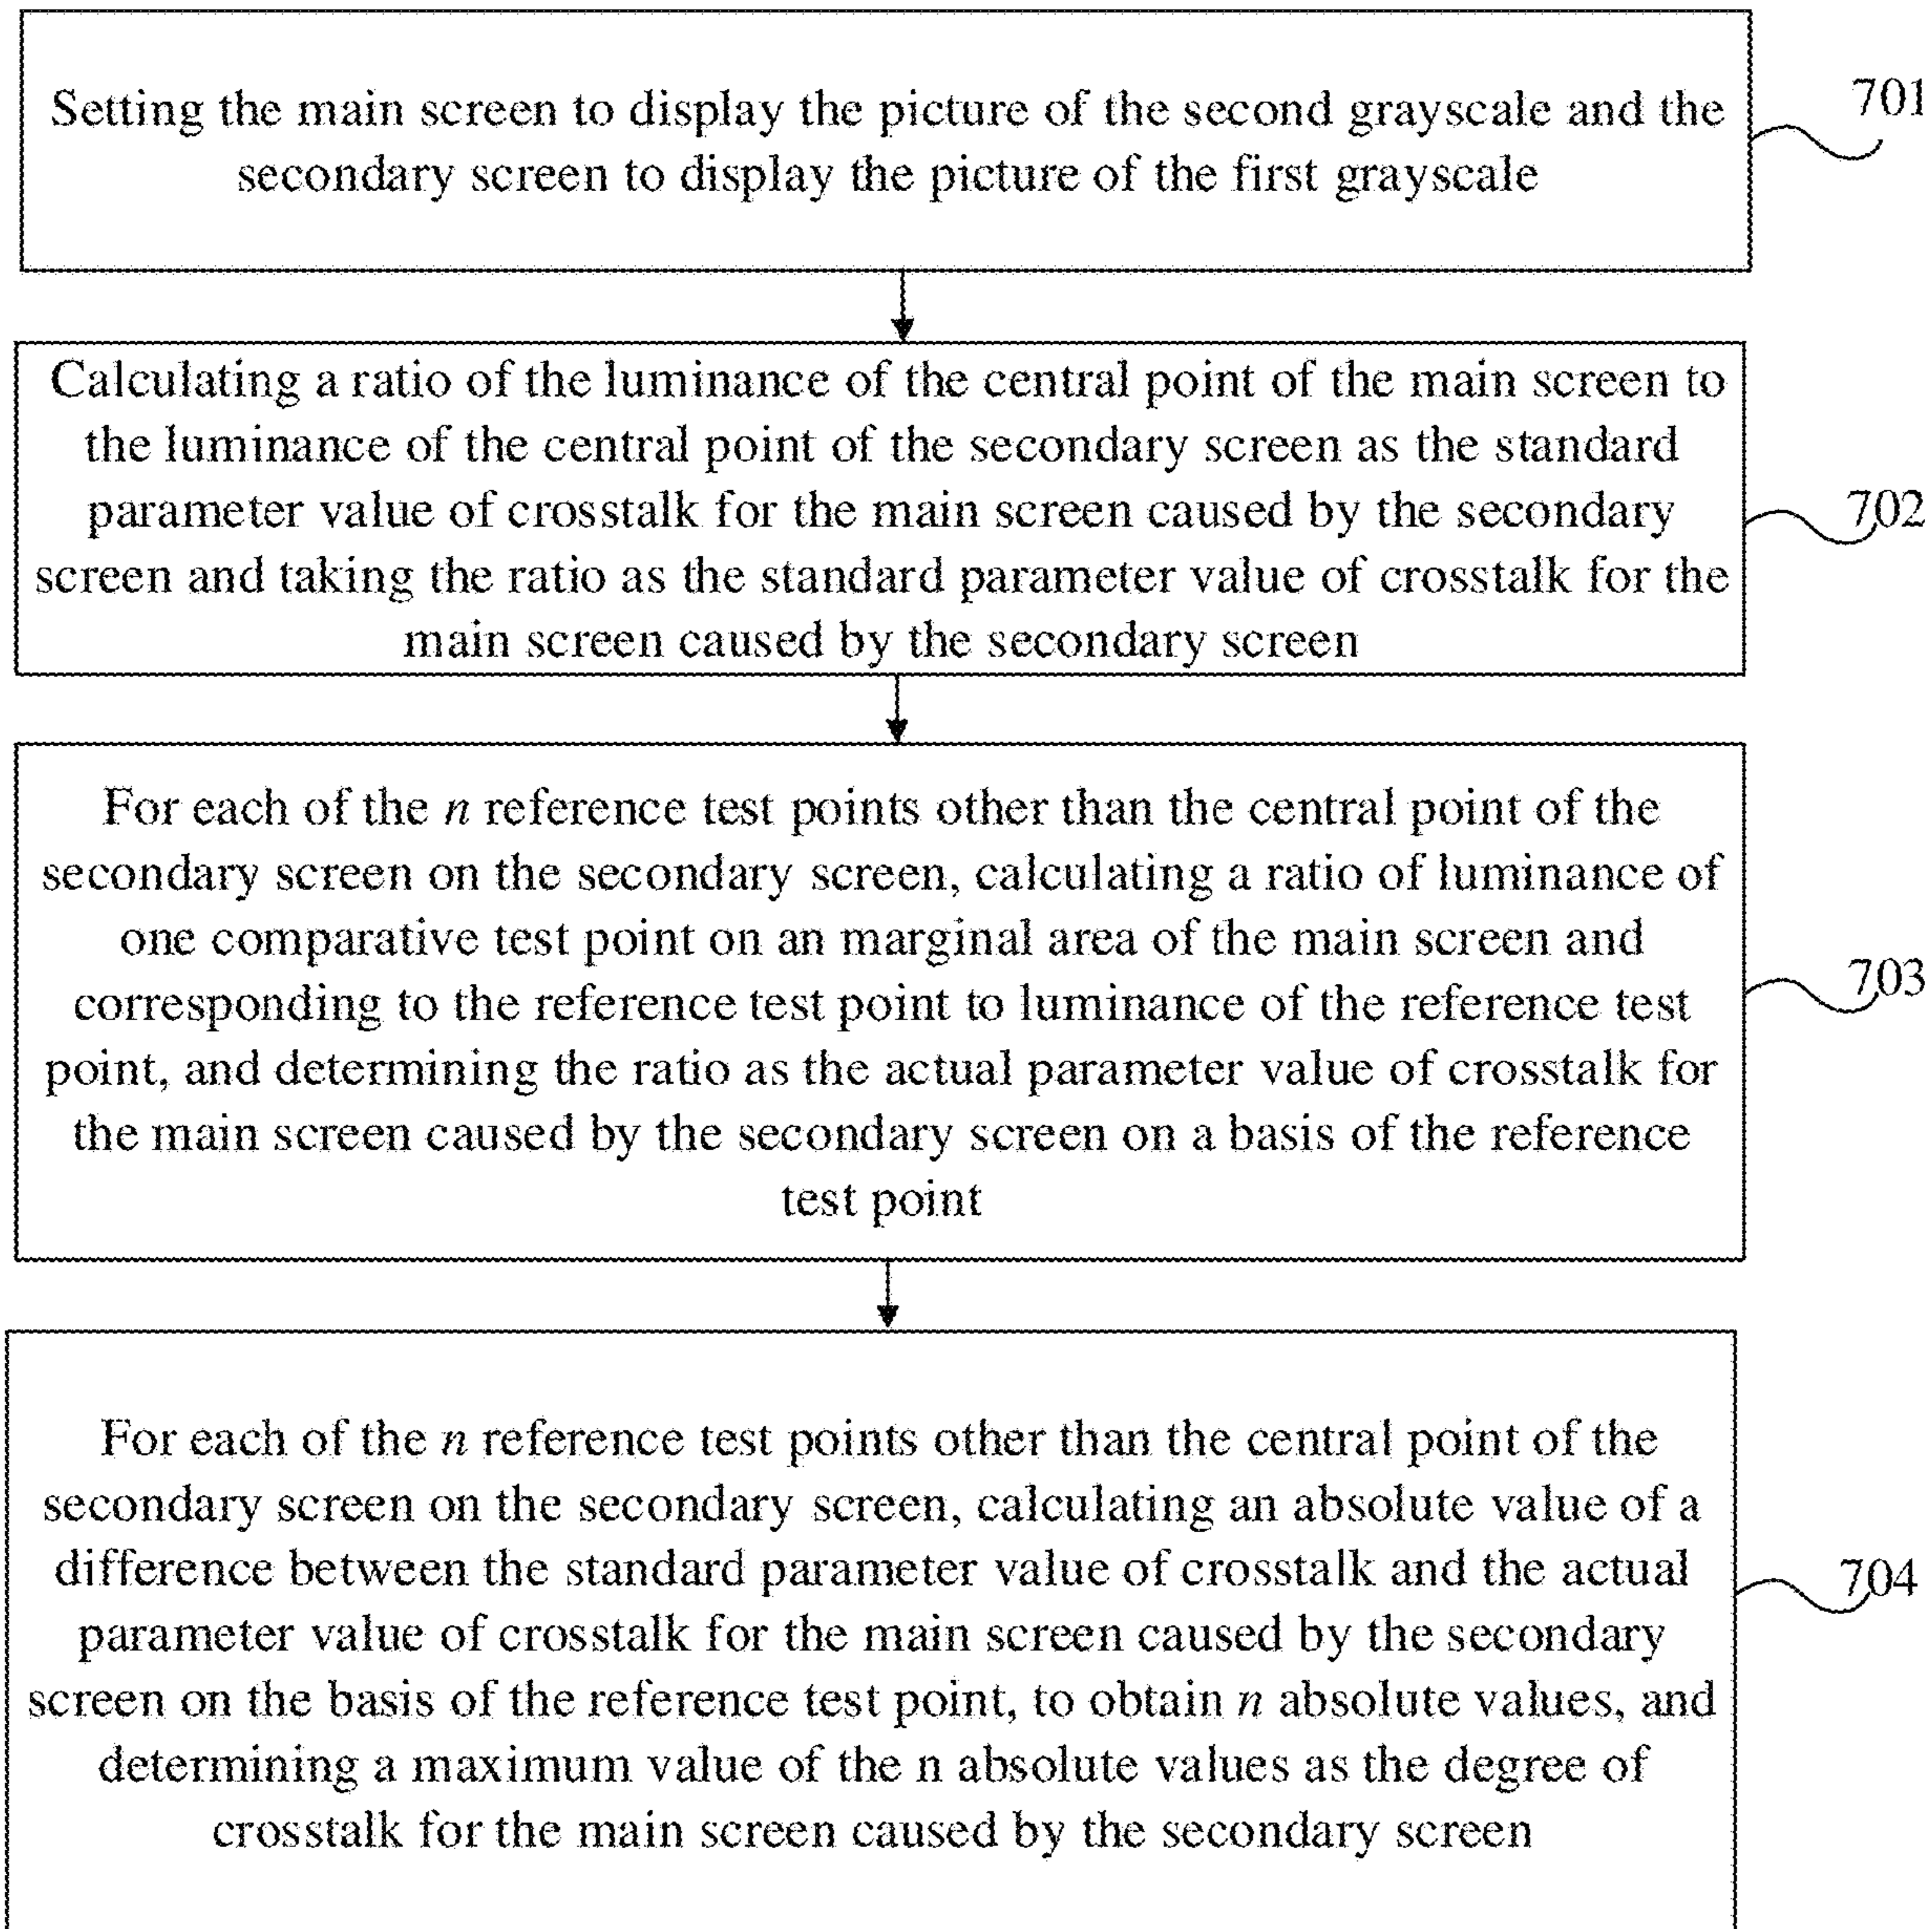 Setting the main screen to display the picture of the second grayscale and the
secondary screen to display the picture of the first grayscale
701
Calculating a ratio of the luminance of the central point of the main screen to
the luminance of the central point of the secondary screen as the standard
parameter value of crosstalk for the main screen caused by the secondary
screen and taking the ratio as the standard parameter value of crosstalk for the
main screen caused by the secondary screen
702
For each of the n reference test points other than the central point of the
secondary screen on the secondary screen, calculating a ratio of luminance of
one comparative test point on an marginal area of the main screen and
corresponding to the reference test point to luminance of the reference test
point, and determining the ratio as the actual parameter value of crosstalk for
the main screen caused by the secondary screen on a basis of the reference
test point
703
For each of the n reference test points other than the central point of the
secondary screen on the secondary screen, calculating an absolute value of a
difference between the standard parameter value of crosstalk and the actual
parameter value of crosstalk for the main screen caused by the secondary
screen on the basis of the reference test point, to obtain n absolute values, and
determining a maximum value of the n absolute values as the degree of
crosstalk for the main screen caused by the secondary screen
704